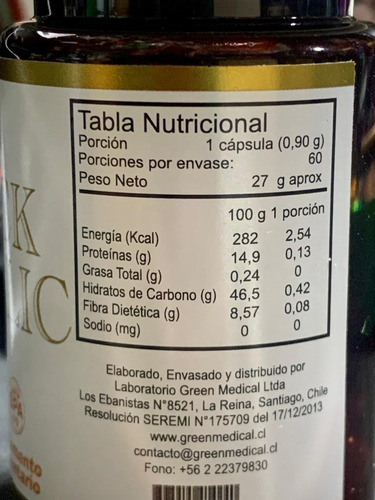 Tabla Nutricional
Porción 1 cápsula (0,90 g)
Porciones por envase: 60
Peso Neto 27 g aprox
100 g 1 porción
Energía (Kcal) 282 2,54
Proteínas (g) 14,9 0,13
Grasa Total (g) 0,24 0
Hidratos de Carbono (g) 46,5 0,42
Fibra Dietética (g) 8,57 0,08
Sodio (mg) 0 0
K
IC
Elaborado, Envasado y distribuido por
Laboratorio Green Medical Ltda
Los Ebanistas N°8521, La Reina, Santiago, Chile
Resolución SEREMI N°175709 del 17/12/2013
www.greenmedical.cl
contacto@greenmedical.cl
Fono: +56 2 22379830